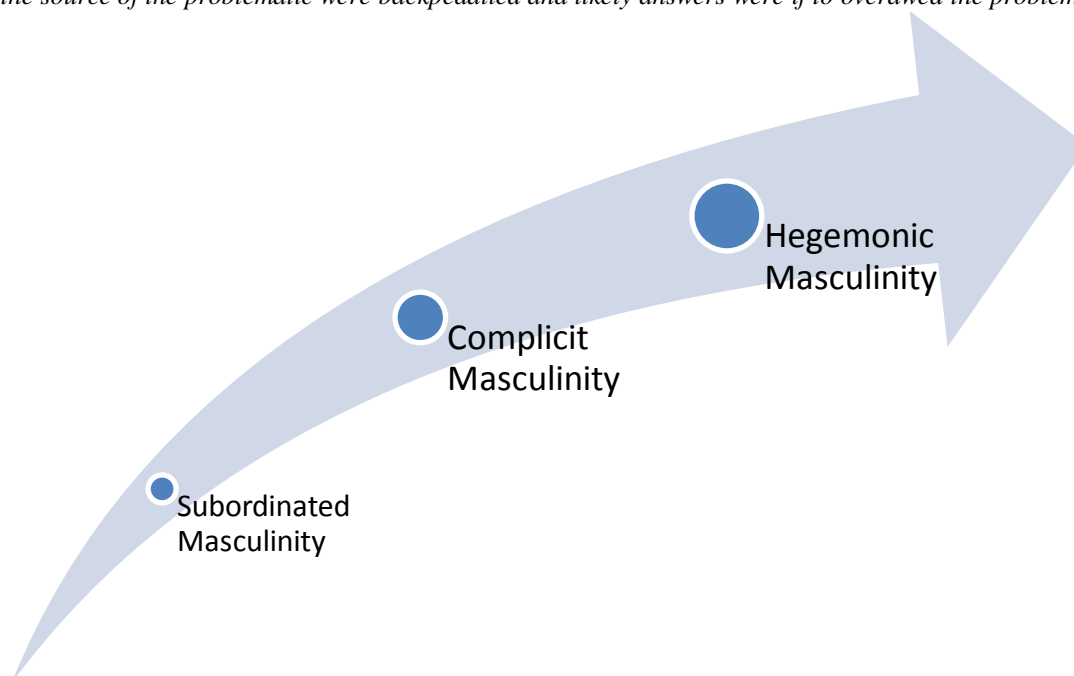 the source of the problematic were backpedalled and likely answers were if to overawed the problem
Hegemonic
Masculinity
Complicit
Masculinity
Subordinated
Masculinity